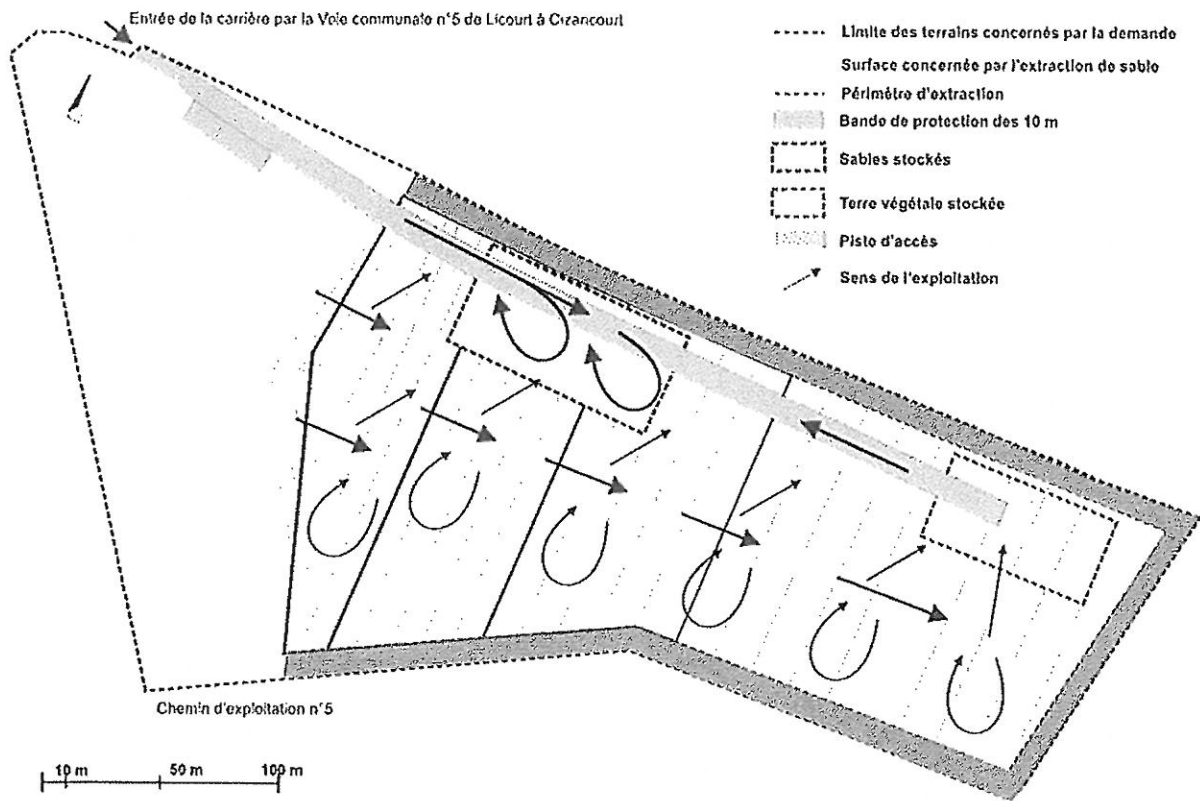 Entrée de la carrière par la Voie communale n°5 de Licourt à Cizancourt
Limite des terrains concernés par la demande
Surface concernée par l'extraction de sable
Périmètre d'extraction
Bande de protection des 10 m
Sables stockés
Terre végétale stockée
Piste d'accès
Sens de l'exploitation
Chemin d'exploitation n°5
10 m 50 m 100 m